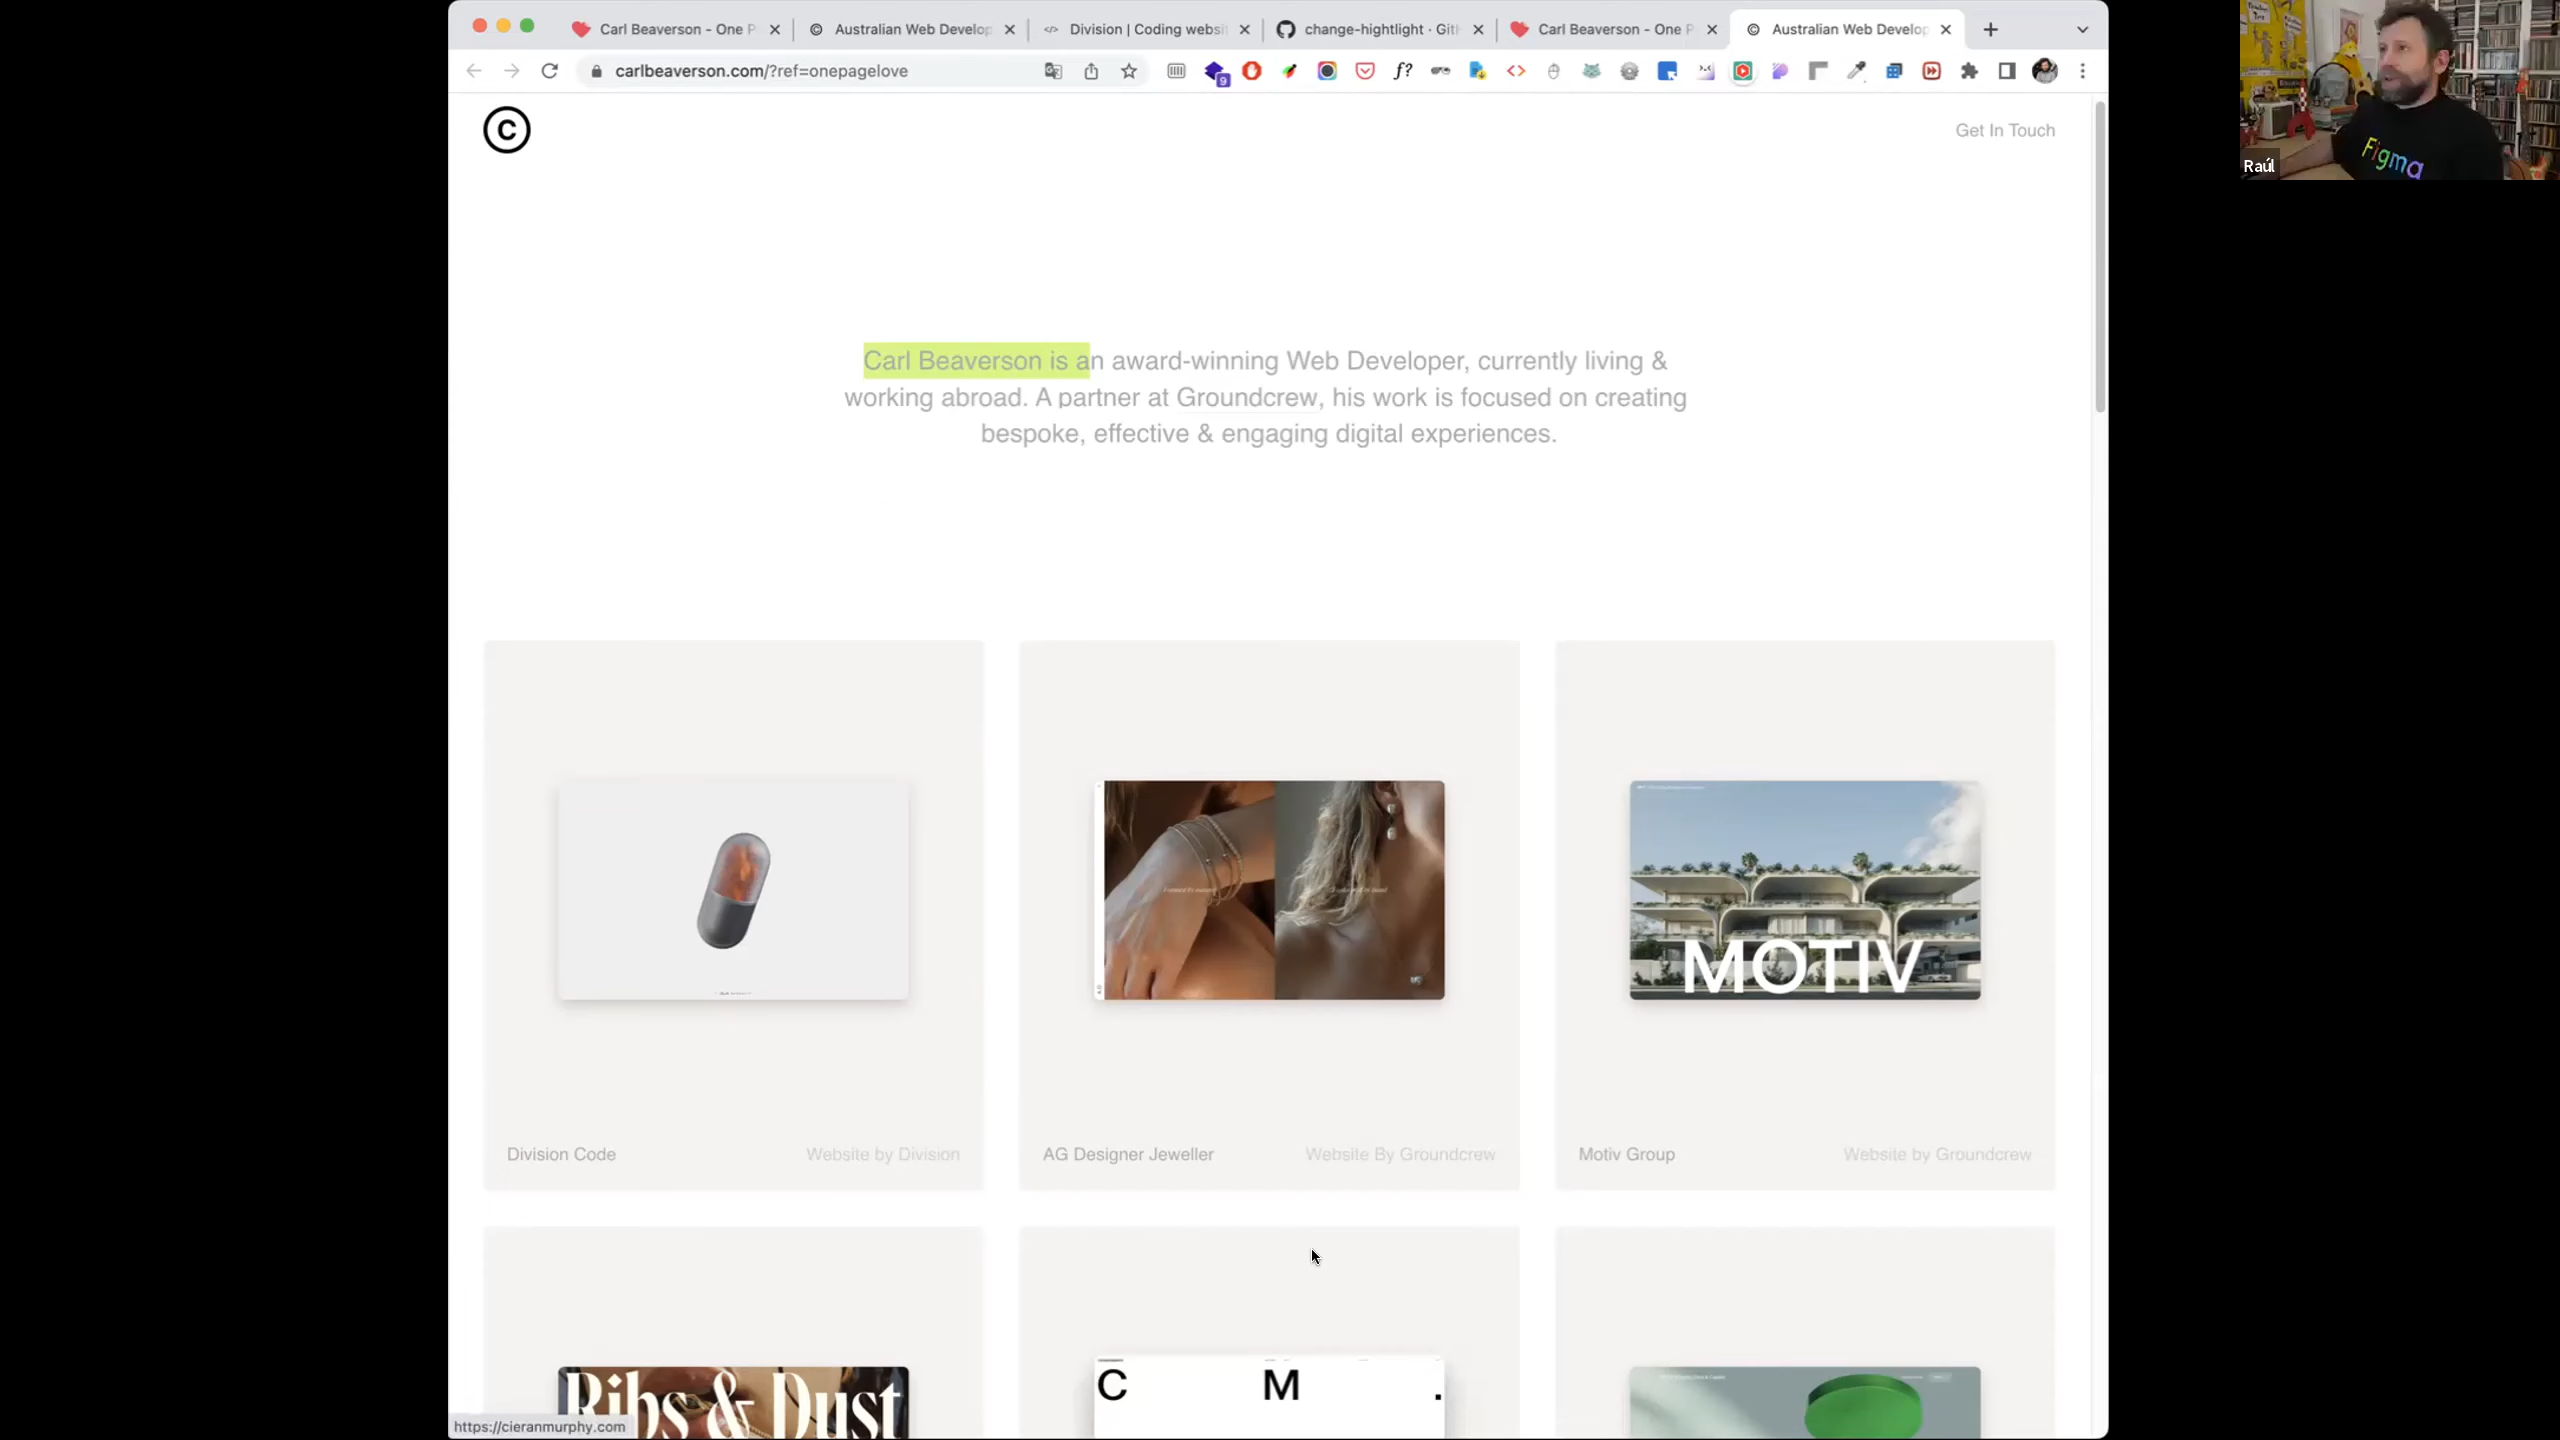 Carl Beaverson - One P
Australian Web Develop
Division | Coding websi
change-hightlight · Git
Carl Beaverson - One P
Australian Web Develop
carlbeaverson.com/?ref=onepagelove
9
f?
C
Get In Touch
Figma
Raúl
Carl Beaverson is an award-winning Web Developer, currently living &
working abroad. A partner at Groundcrew, his work is focused on creating
bespoke, effective & engaging digital experiences.
MOTIV
Division Code
Website by Division
AG Designer Jeweller
Website By Groundcrew
Motiv Group
Website by Groundcrew
Ribs & Dust
C M .
https://cieranmurphy.com